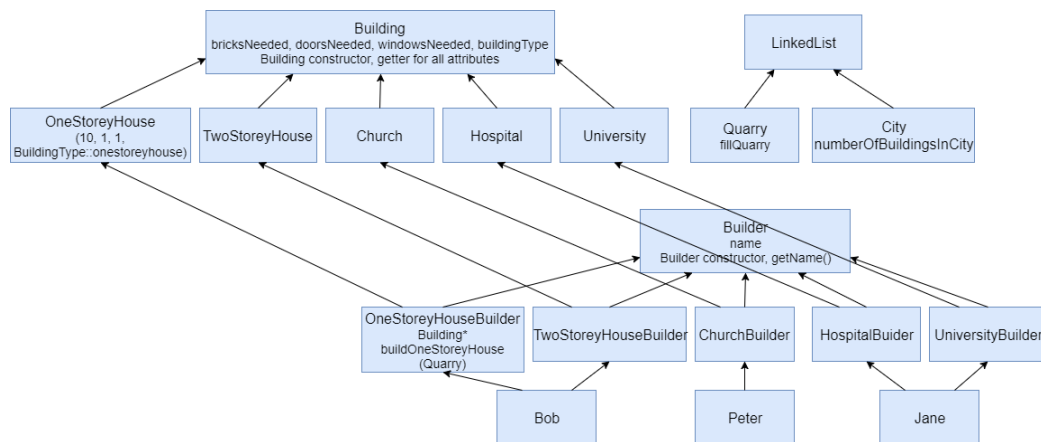 Building
bricksNeeded, doorsNeeded, windowsNeeded, buildingType
Building constructor, getter for all attributes
LinkedList
OneStoreyHouse
(10, 1, 1,
BuildingType::onestoreyhouse)
TwoStoreyHouse
Church
Hospital
University
Quarry
fillQuarry
City
numberOfBuildingsInCity
Builder
name
Builder constructor, getName()
OneStoreyHouseBuilder
Building*
buildOneStoreyHouse
(Quarry)
TwoStoreyHouseBuilder
ChurchBuilder
HospitalBuider
UniversityBuilder
Bob
Peter
Jane